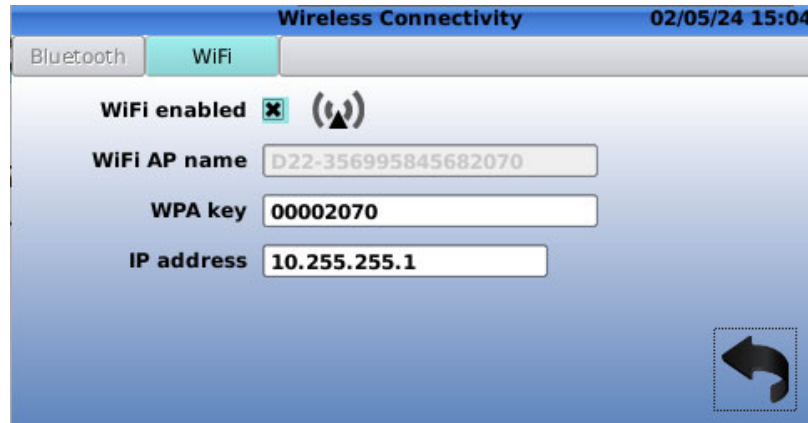 Wireless Connectivity 02/05/24 15:04
Bluetooth WiFi
WiFi enabled
WiFi AP name D22-356995845682070
WPA key 00002070
IP address 10.255.255.1